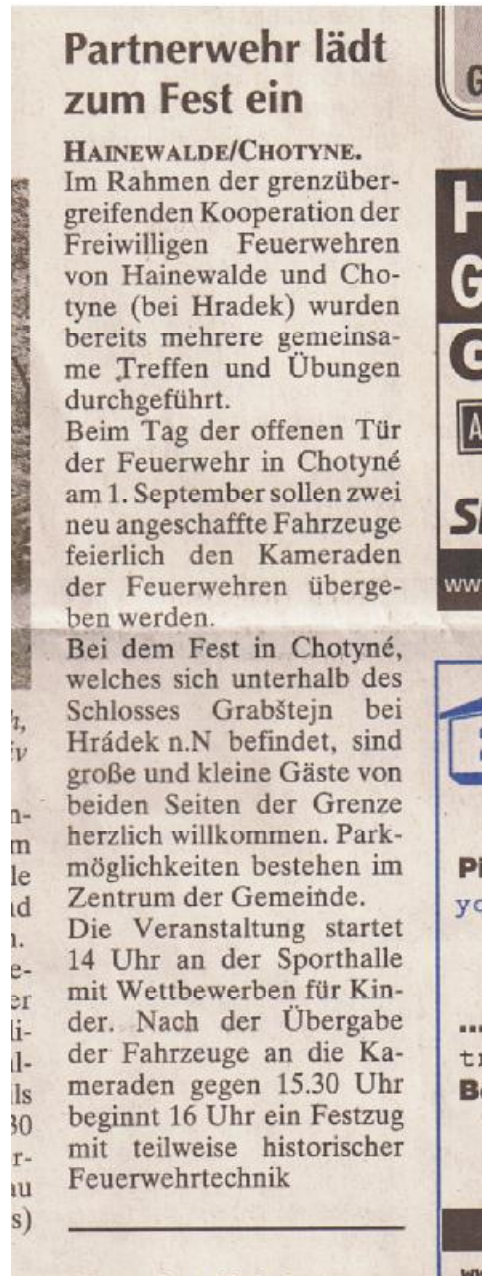 Partnerwehr lädt
zum Fest ein
HAINEWALDE/CHOTYNE.
Im Rahmen der grenzüber-
greifenden Kooperation der
Freiwilligen Feuerwehren
von Hainewalde und Cho-
tyne (bei Hradek) wurden
bereits mehrere gemeinsa-
me Treffen und Übungen
durchgeführt.
Beim Tag der offenen Tür
der Feuerwehr in Chotyné
am 1. September sollen zwei
neu angeschaffte Fahrzeuge
feierlich den Kameraden
der Feuerwehren überge-
ben werden.
Bei dem Fest in Chotyné,
welches sich unterhalb des
Schlosses Grabštejn bei
Hrádek n.N befindet, sind
große und kleine Gäste von
beiden Seiten der Grenze
herzlich willkommen. Park-
möglichkeiten bestehen im
Zentrum der Gemeinde.
Die Veranstaltung startet
14 Uhr an der Sporthalle
mit Wettbewerben für Kin-
der. Nach der Übergabe
der Fahrzeuge an die Ka-
meraden gegen 15.30 Uhr
beginnt 16 Uhr ein Festzug
mit teilweise historischer
Feuerwehrtechnik